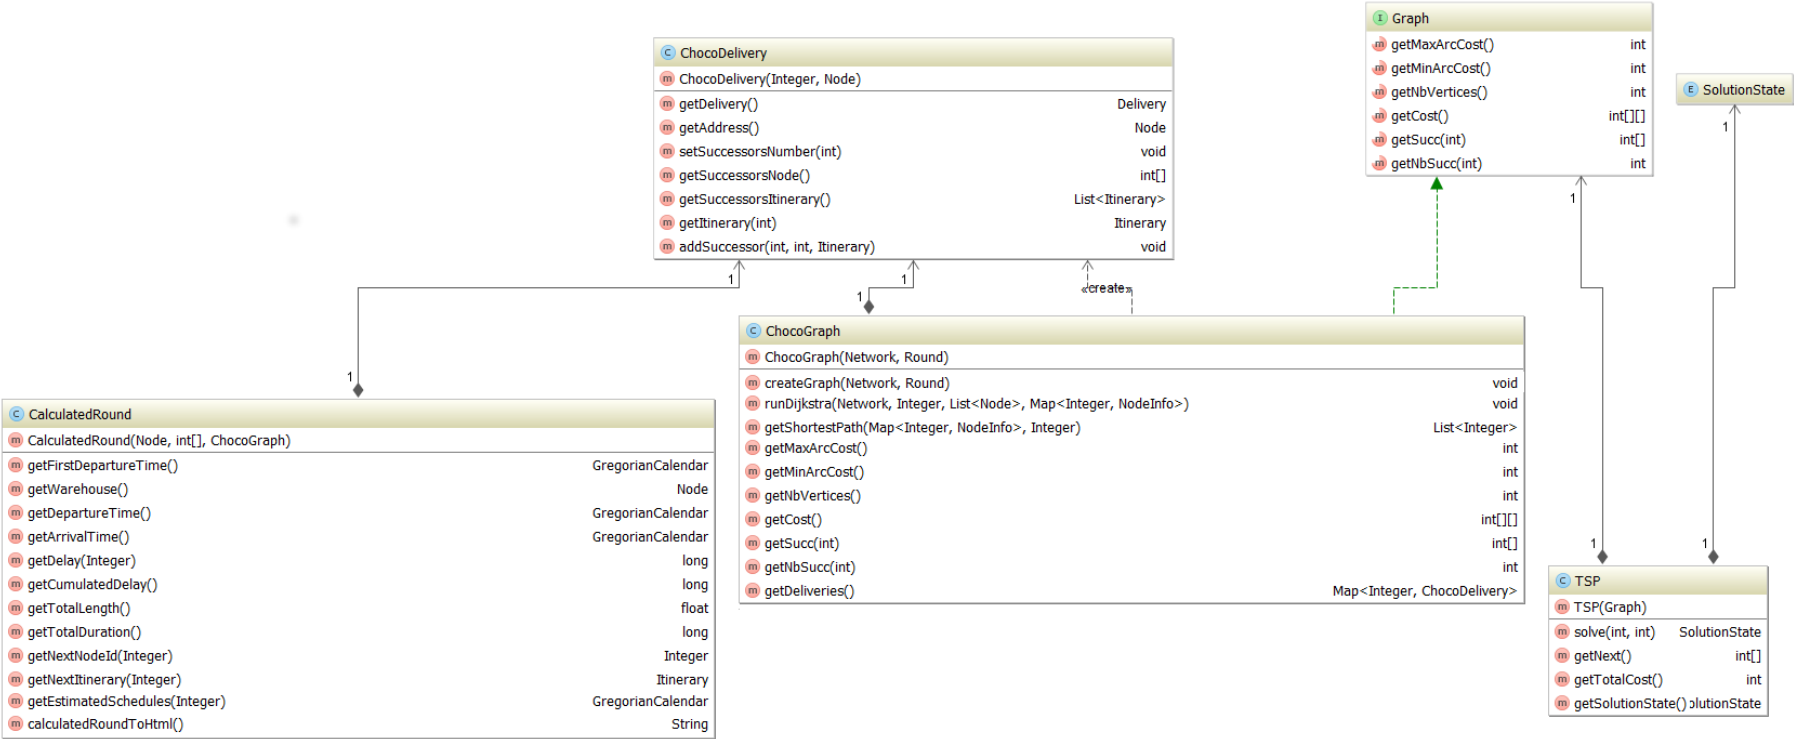 Graph
getMaxArcCost() int
getMinArcCost() int
getNbVertices() int
getCost() int[][]
getSucc(int) int[]
getNbSucc(int) int
ChocoDelivery
ChocoDelivery(Integer, Node)
getDelivery() Delivery
getAddress() Node
setSuccessorsNumber(int) void
getSuccessorsNode() int[]
getSuccessorsItinerary() List<Itinerary>
getItinerary(int) Itinerary
addSuccessor(int, int, Itinerary) void
SolutionState
1
1
1
1
«create»
1
ChocoGraph
ChocoGraph(Network, Round)
createGraph(Network, Round) void
runDijkstra(Network, Integer, List<Node>, Map<Integer, NodeInfo>) void
getShortestPath(Map<Integer, NodeInfo>, Integer) List<Integer>
getMaxArcCost() int
getMinArcCost() int
getNbVertices() int
getCost() int[][]
getSucc(int) int[]
getNbSucc(int) int
getDeliveries() Map<Integer, ChocoDelivery>
1
CalculatedRound
CalculatedRound(Node, int[], ChocoGraph)
getFirstDepartureTime() GregorianCalendar
getWarehouse() Node
getDepartureTime() GregorianCalendar
getArrivalTime() GregorianCalendar
getDelay(Integer) long
getCumulatedDelay() long
getTotalLength() float
getTotalDuration() long
getNextNodeId(Integer) Integer
getNextItinerary(Integer) Itinerary
getEstimatedSchedules(Integer) GregorianCalendar
calculatedRoundToHtml() String
1
1
TSP
TSP(Graph)
solve(int, int) SolutionState
getNext() int[]
getTotalCost() int
getSolutionState() olutionState